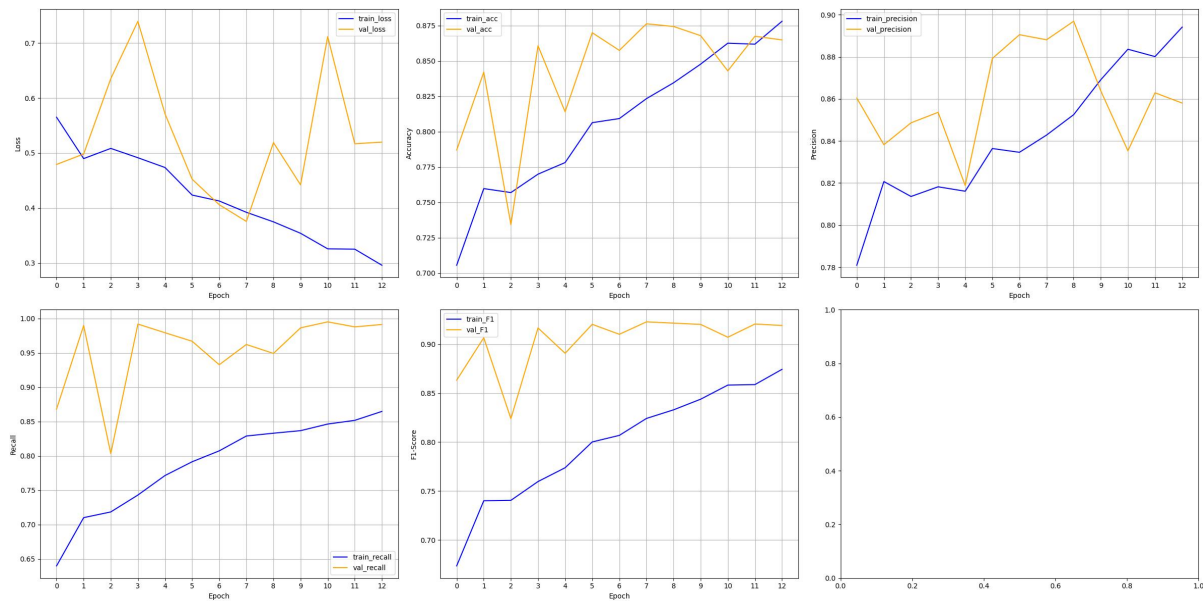 train_loss
val_loss
0.7
0.6
0.5
0.4
0.3
Loss
0 1 2 3 4 5 6 7 8 9 10 11 12
Epoch
train_acc
val_acc
0.875
0.850
0.825
0.800
0.775
0.750
0.725
0.700
Accuracy
0 1 2 3 4 5 6 7 8 9 10 11 12
Epoch
train_precision
val_precision
0.90
0.88
0.86
0.84
0.82
0.80
0.78
Precision
0 1 2 3 4 5 6 7 8 9 10 11 12
Epoch
1.00
0.95
0.90
0.85
0.80
0.75
0.70
0.65
Recall
train_recall
val_recall
0 1 2 3 4 5 6 7 8 9 10 11 12
Epoch
train_F1
val_F1
0.90
0.85
0.80
0.75
0.70
F1-Score
0 1 2 3 4 5 6 7 8 9 10 11 12
Epoch
1.0
0.8
0.6
0.4
0.2
0.0
0.0 0.2 0.4 0.6 0.8 1.0